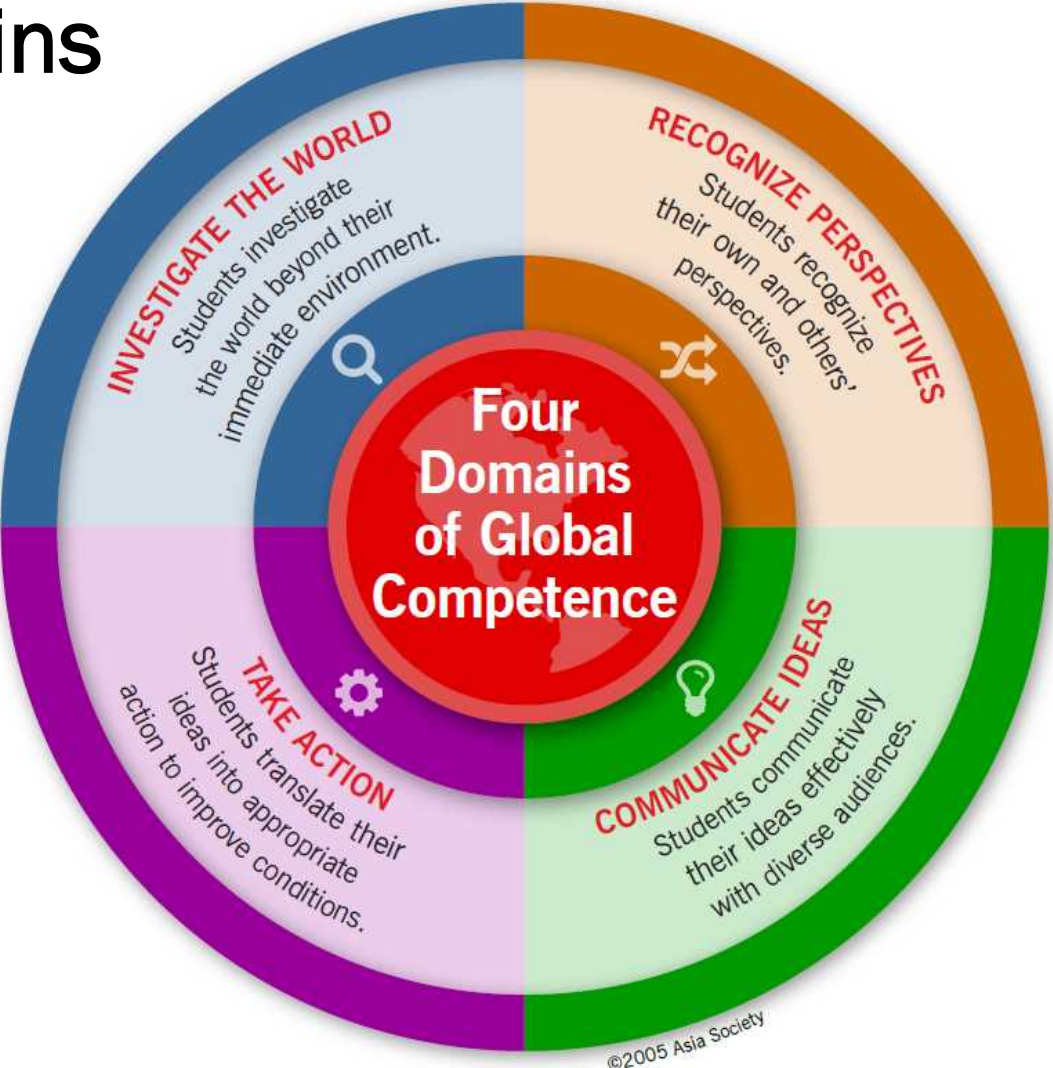 ins
INVESTIGATE THE WORLD
Students investigate
the world beyond their
immediate environment.
RECOGNIZE PERSPECTIVES
Students recognize
their own and others'
perspectives.
Four
Domains
of Global
Competence
TAKE ACTION
Students translate their
ideas into appropriate
action to improve conditions.
COMMUNICATE IDEAS
Students communicate
their ideas effectively
with diverse audiences.
©2005 Asia Society